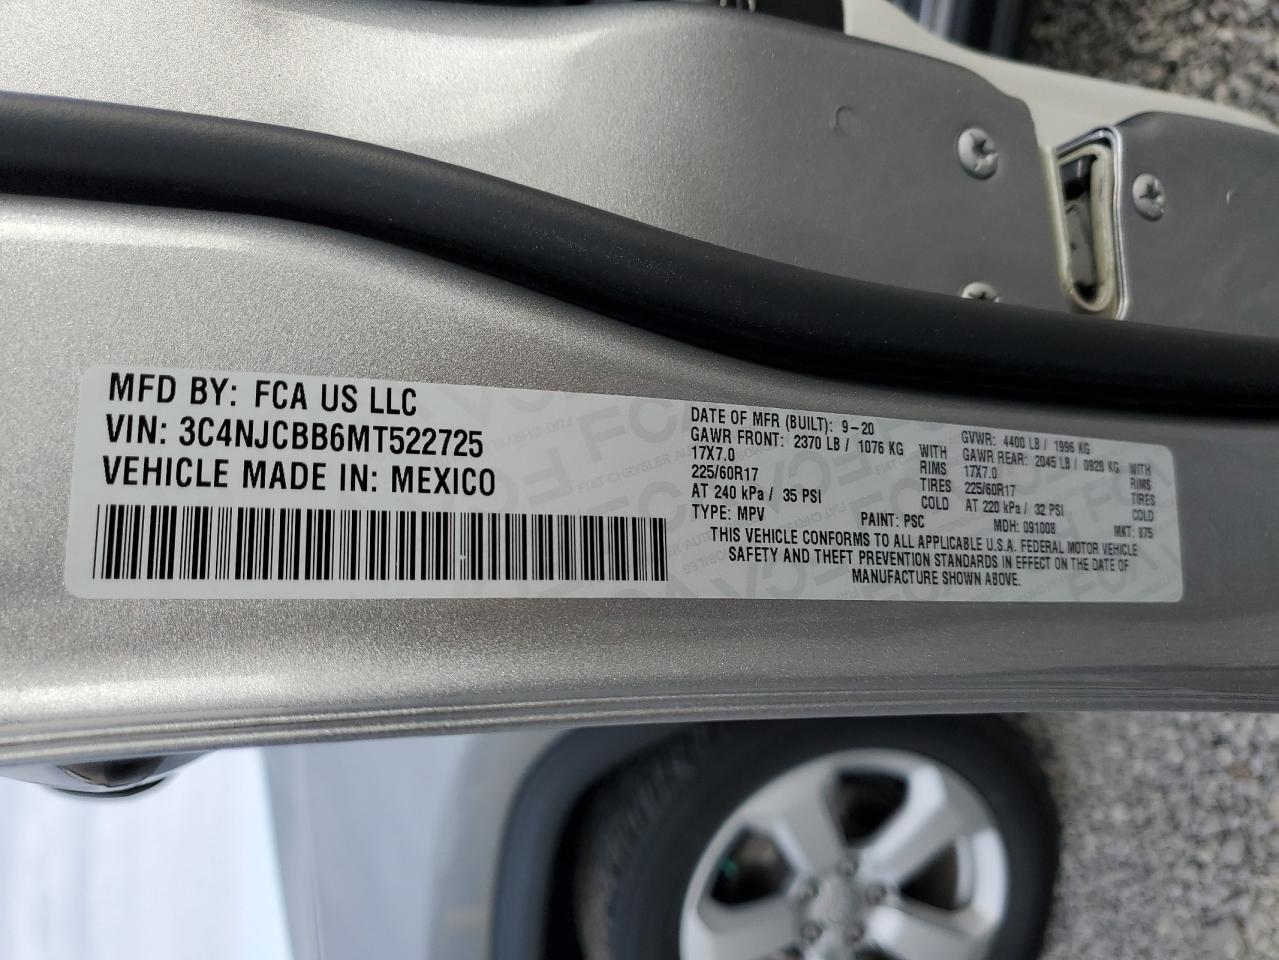 MFD BY: FCA US LLC
VIN: 3C4NJCBB6MT522725
VEHICLE MADE IN: MEXICO
DATE OF MFR (BUILT): 9-20 GVWR: 4400 LB / 1996 KG
GAWR FRONT: 2370 LB / 1076 KG WITH GAWR REAR: 2045 LB / 0928 KG WITH
17X7.0 RIMS 17X7.0 RIMS
225/60R17 TIRES 225/60R17 TIRES
AT 240 kPa / 35 PSI COLD AT 220 kPa / 32 PSI COLD
TYPE: MPV PAINT: PSC MDH: 091008 MKT: 875
THIS VEHICLE CONFORMS TO ALL APPLICABLE U.S.A. FEDERAL MOTOR VEHICLE
SAFETY AND THEFT PREVENTION STANDARDS IN EFFECT ON THE DATE OF
MANUFACTURE SHOWN ABOVE.